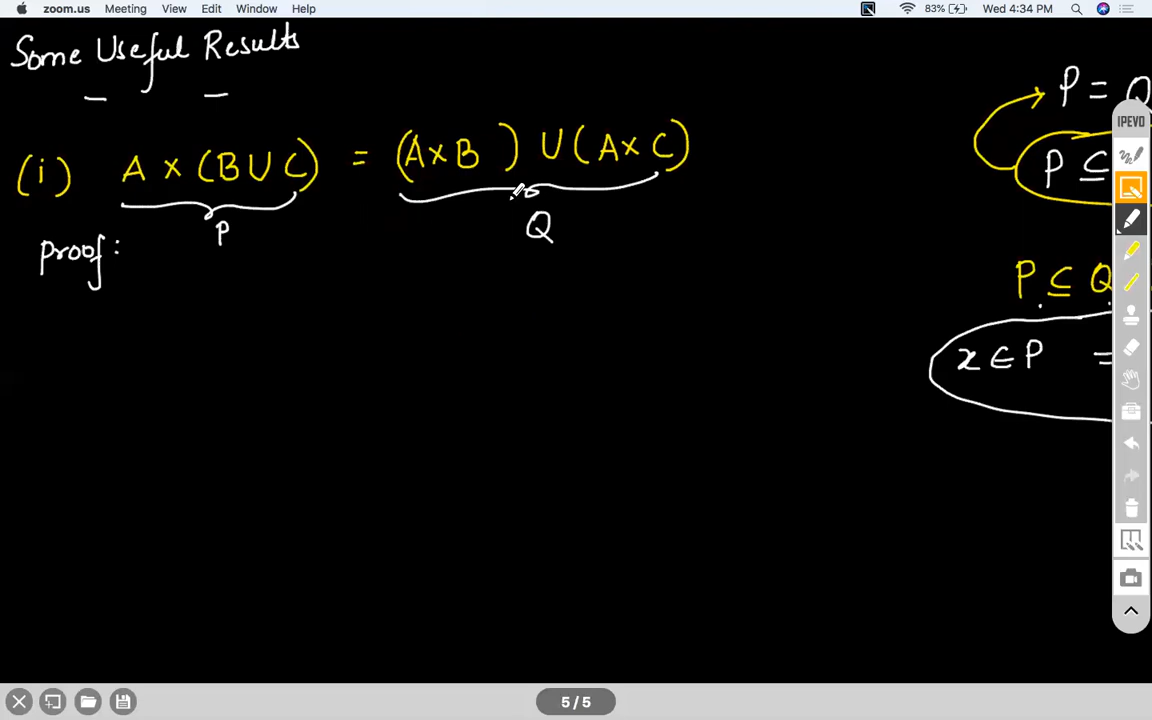 zoom.us Meeting View Edit Window Help 83% Wed 4:34 PM
Some Useful Results
P = Q
(i) A × (B ∪ C) = (A × B) ∪ (A × C)
P ⊆
IPEVO
P Q
proof:
P ⊆ Q
x ∈ P =
5 / 5